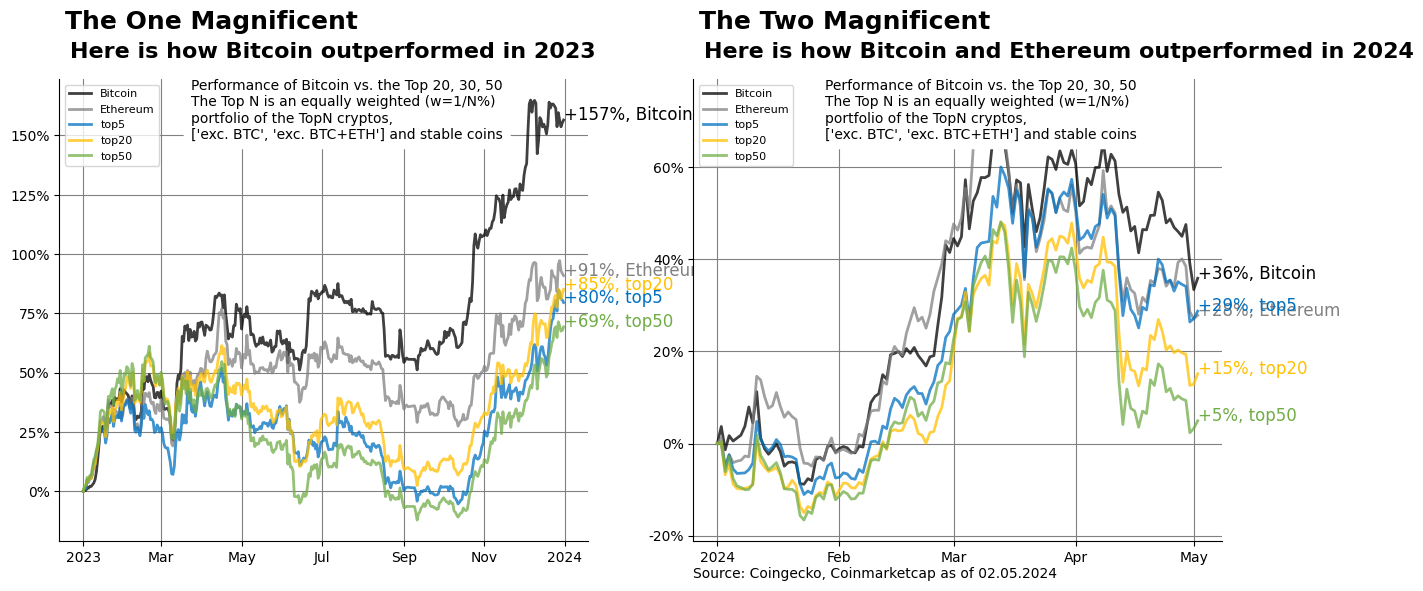 The One Magnificent
Here is how Bitcoin outperformed in 2023
Bitcoin
Ethereum
top5
top20
top50
Performance of Bitcoin vs. the Top 20, 30, 50
The Top N is an equally weighted (w=1/N%)
portfolio of the TopN cryptos,
['exc. BTC', 'exc. BTC+ETH'] and stable coins
150%
125%
100%
75%
50%
25%
0%
+157%, Bitcoin
+91%, Ethereum
+85%, top20
+80%, top5
+69%, top50
2023
Mar
May
Jul
Sep
Nov
2024
The Two Magnificent
Here is how Bitcoin and Ethereum outperformed in 2024
Bitcoin
Ethereum
top5
top20
top50
Performance of Bitcoin vs. the Top 20, 30, 50
The Top N is an equally weighted (w=1/N%)
portfolio of the TopN cryptos,
['exc. BTC', 'exc. BTC+ETH'] and stable coins
60%
40%
20%
0%
-20%
+36%, Bitcoin
+29%, top5
+28%, Ethereum
+15%, top20
+5%, top50
2024
Feb
Mar
Apr
May
Source: Coingecko, Coinmarketcap as of 02.05.2024